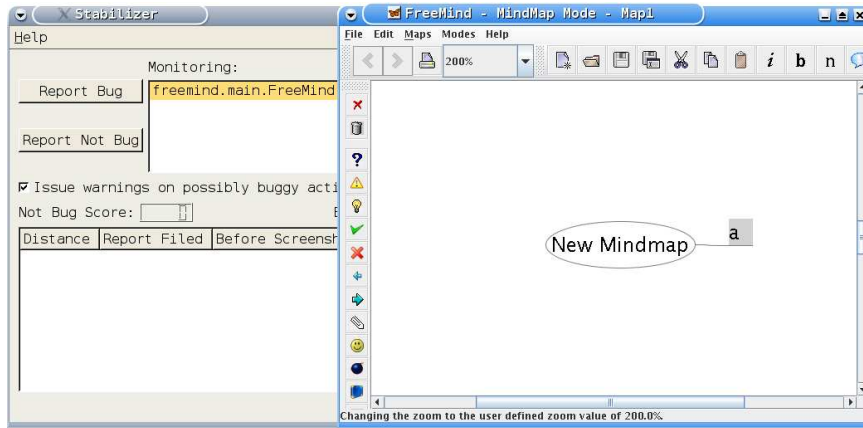 Stabilizer
Help
Monitoring:
Report Bug
freemind.main.FreeMind
Report Not Bug
Issue warnings on possibly buggy acti
Not Bug Score:
Distance Report Filed Before Screensh
FreeMind - MindMap Mode - Map1
File Edit Maps Modes Help
200%
i b n
?
New Mindmap
a
Changing the zoom to the user defined zoom value of 200.0%.